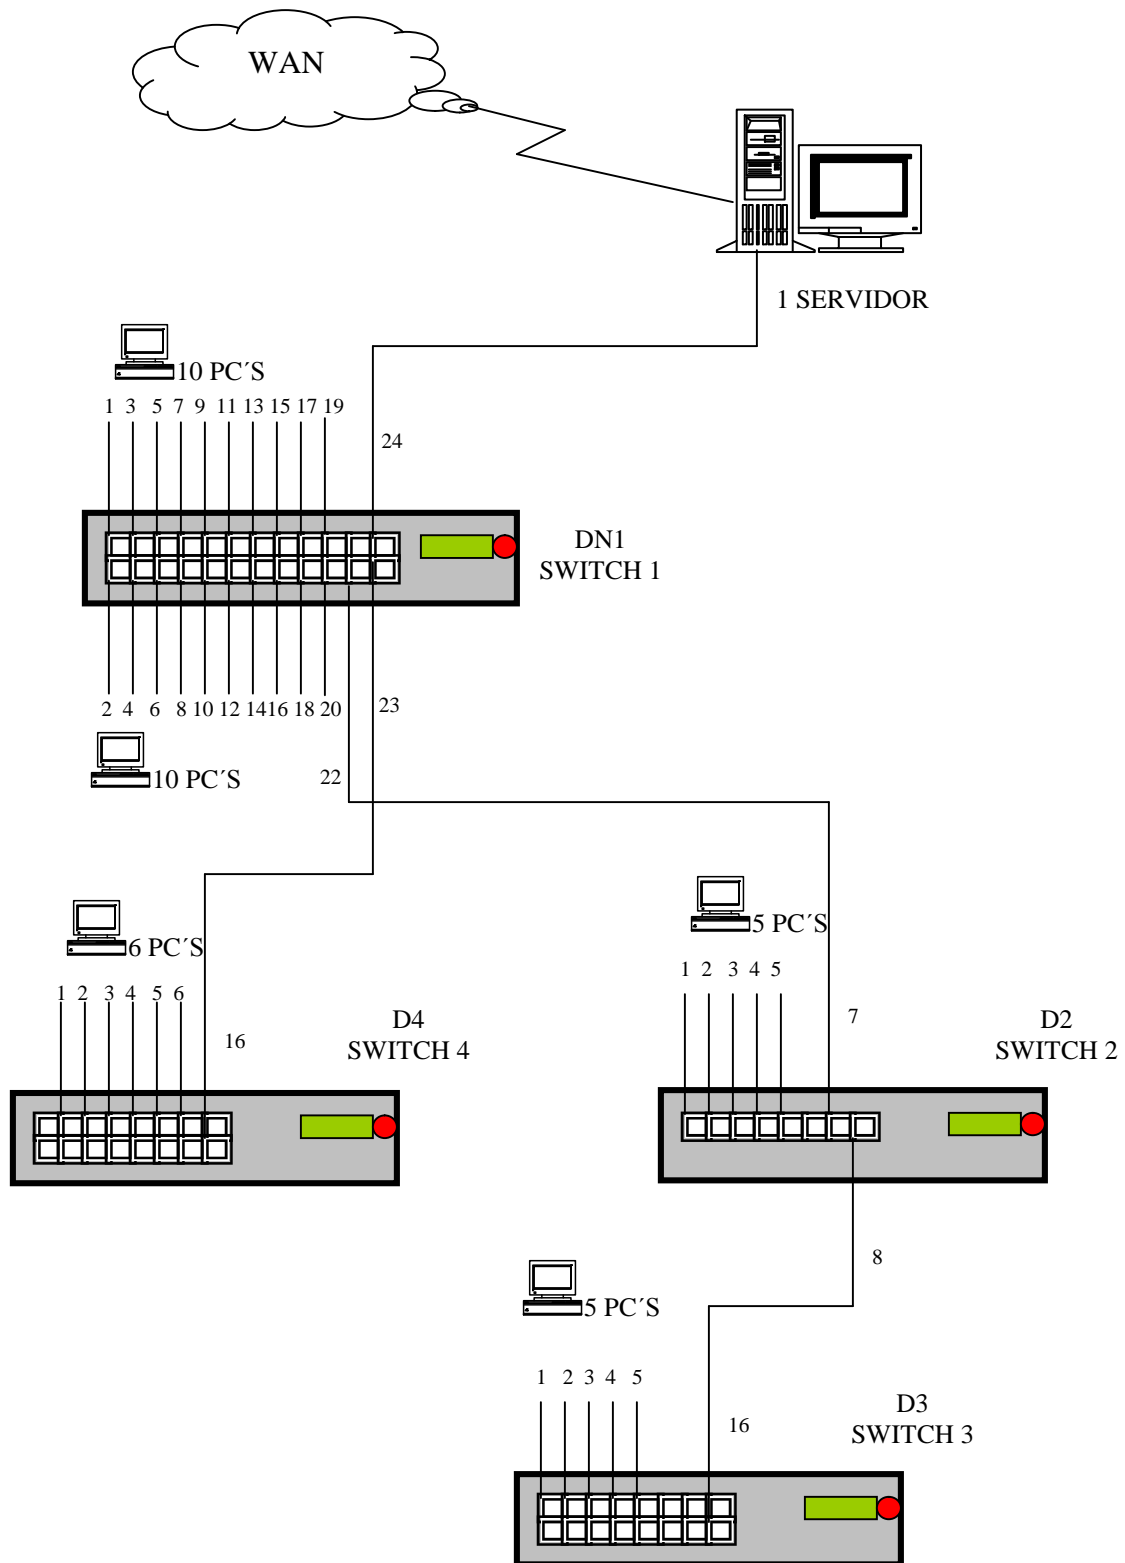 WAN
1 SERVIDOR
10 PC´S
1 3 5 7 9 11 13 15 17 19
24
DN1
SWITCH 1
2 4 6 8 10 12 14 16 18 20
23
10 PC´S
22
5 PC´S
6 PC´S
1 2 3 4 5
1 2 3 4 5 6
7
16
D4
SWITCH 4
D2
SWITCH 2
8
5 PC´S
1 2 3 4 5
16
D3
SWITCH 3